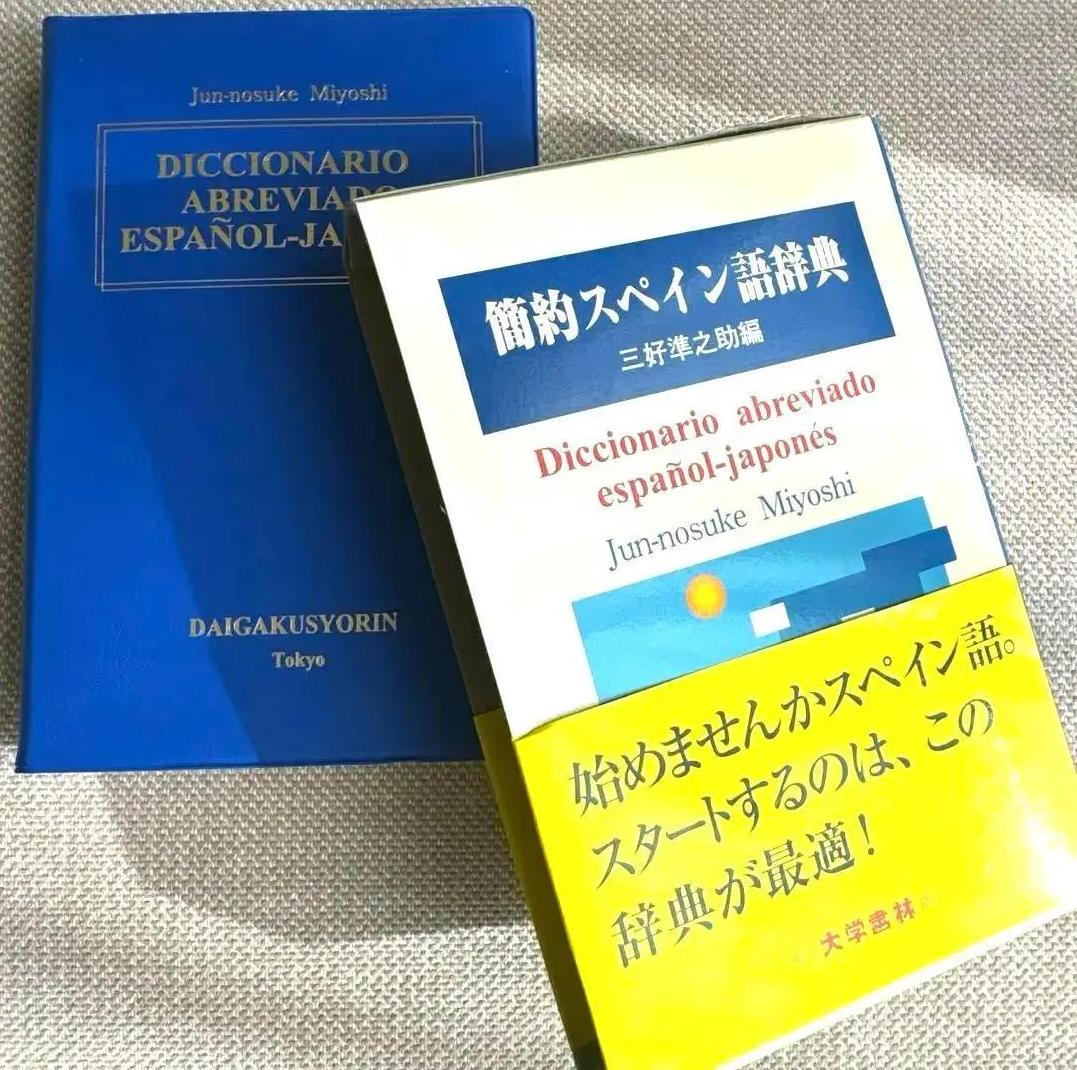 Jun-nosuke Miyoshi
DICCIONARIO
ABREVIADO
ESPAÑOL-JA
DAIGAKUSYORIN
Tokyo
簡約スペイン語辞典
三好準之助編
Diccionario abreviado
español-japonés
Jun-nosuke Miyoshi
始めませんかスペイン語。
スタートするのは、この
辞典が最適！
大学書林